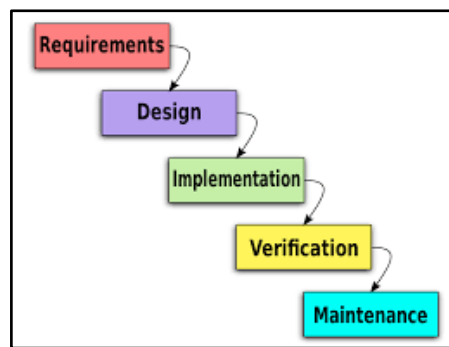 Requirements
Design
Implementation
Verification
Maintenance